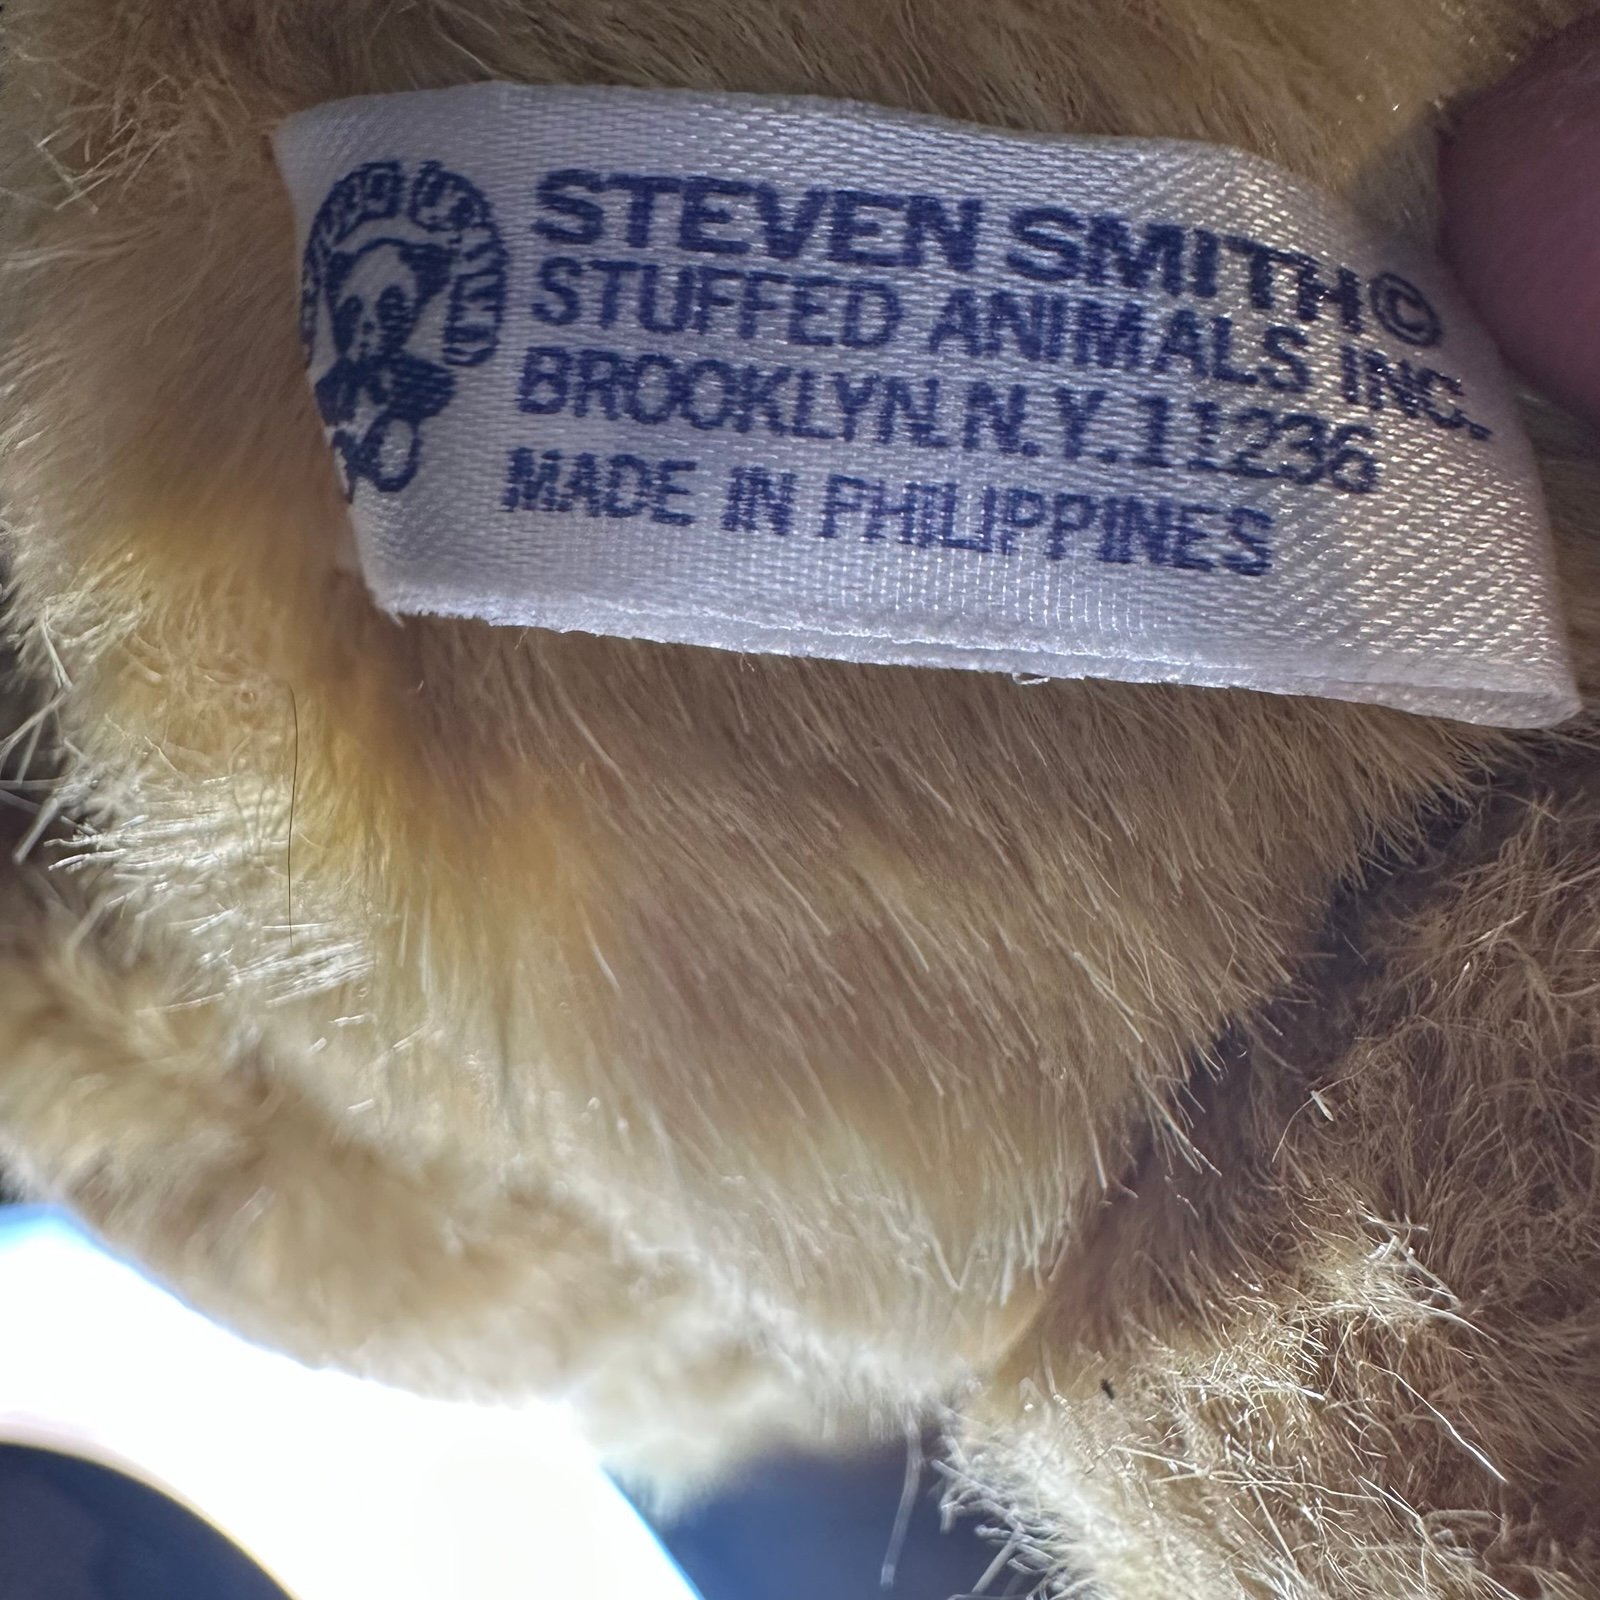 STEVEN SMITH©
STUFFED ANIMALS INC.
BROOKLYN.N.Y.11236
MADE IN PHILIPPINES